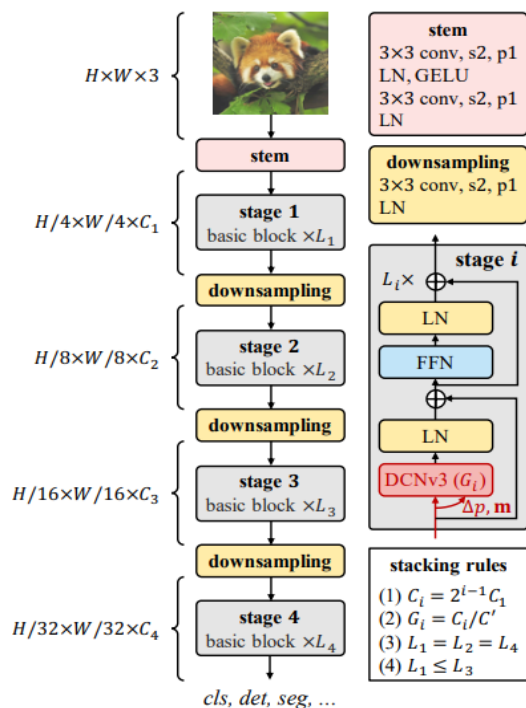 H×W×3
stem
H/4×W/4×C₁
stage 1
basic block ×L₁
downsampling
H/8×W/8×C₂
stage 2
basic block ×L₂
downsampling
H/16×W/16×C₃
stage 3
basic block ×L₃
downsampling
H/32×W/32×C₄
stage 4
basic block ×L₄
cls, det, seg, ...
stem
3×3 conv, s2, p1
LN, GELU
3×3 conv, s2, p1
LN
downsampling
3×3 conv, s2, p1
LN
stage i
Lᵢ×
LN
FFN
LN
DCNv3 (Gᵢ)
Δp, m
stacking rules
(1) Cᵢ = 2ⁱ⁻¹C₁
(2) Gᵢ = Cᵢ/C′
(3) L₁ = L₂ = L₄
(4) L₁ ≤ L₃